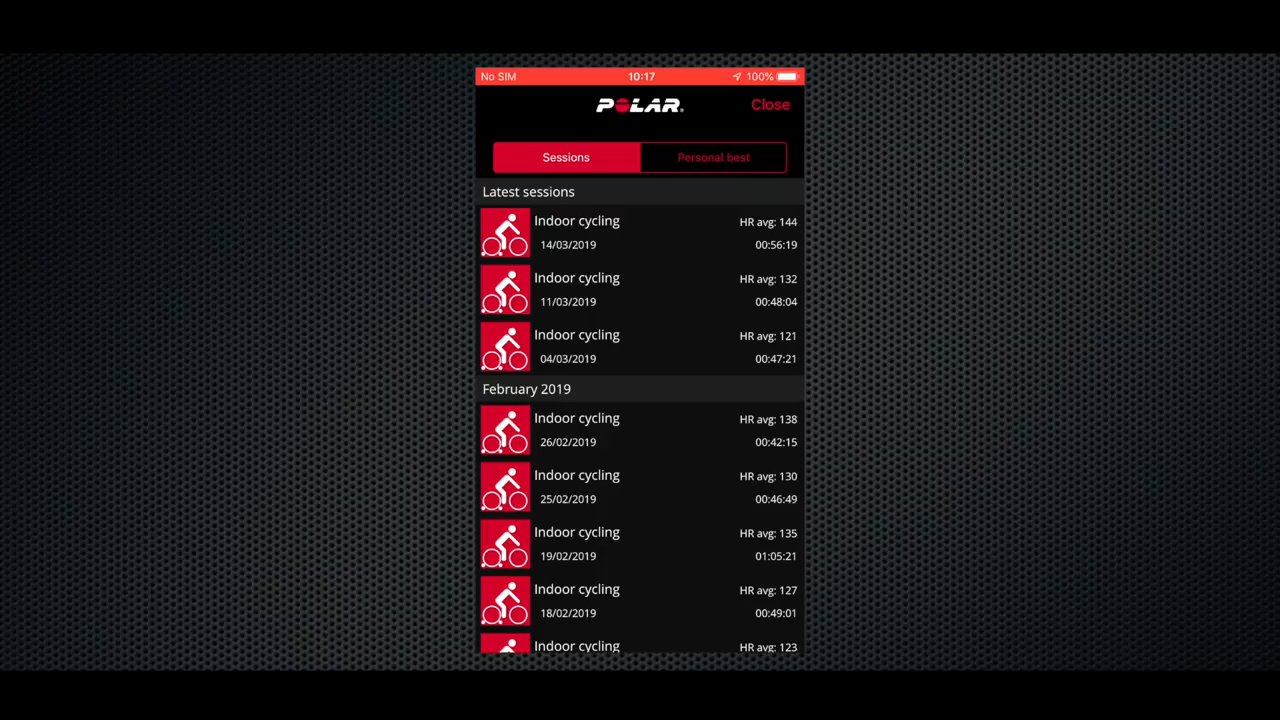 No SIM 10:17 100%
POLAR Close
Sessions Personal best
Latest sessions
Indoor cycling HR avg: 144
14/03/2019 00:56:19
Indoor cycling HR avg: 132
11/03/2019 00:48:04
Indoor cycling HR avg: 121
04/03/2019 00:47:21
February 2019
Indoor cycling HR avg: 138
26/02/2019 00:42:15
Indoor cycling HR avg: 130
25/02/2019 00:46:49
Indoor cycling HR avg: 135
19/02/2019 01:05:21
Indoor cycling HR avg: 127
18/02/2019 00:49:01
Indoor cycling HR avg: 123